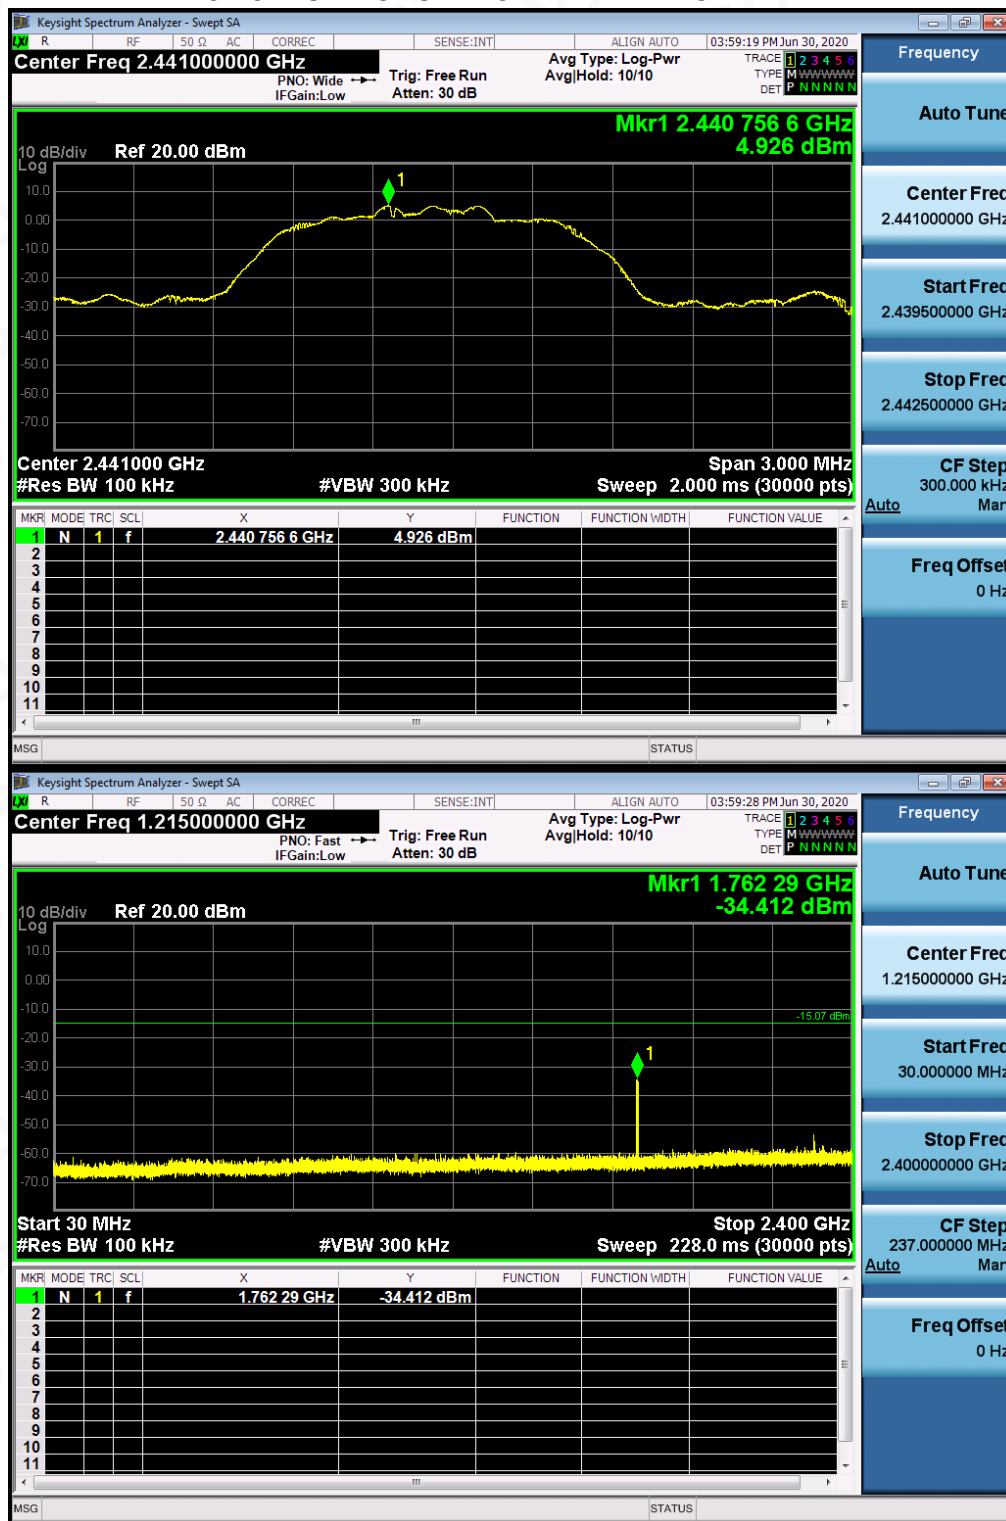 Keysight Spectrum Analyzer - Swept SA
LXI R RF 50 Ω AC CORREC SENSE:INT ALIGN AUTO 03:59:19 PM Jun 30, 2020
Center Freq 2.441000000 GHz
PNO: Wide
IFGain:Low
Trig: Free Run
Atten: 30 dB
Avg Type: Log-Pwr
Avg|Hold: 10/10
TRACE 1 2 3 4 5 6
TYPE M WWWWW
DET P N N N N N
Mkr1 2.440 756 6 GHz
4.926 dBm
10 dB/div Ref 20.00 dBm
Log
10.0
0.00
-10.0
-20.0
-30.0
-40.0
-50.0
-60.0
-70.0
1
Center 2.441000 GHz Span 3.000 MHz
#Res BW 100 kHz #VBW 300 kHz Sweep 2.000 ms (30000 pts)
MKR MODE TRC SCL X Y FUNCTION FUNCTION WIDTH FUNCTION VALUE
1 N 1 f 2.440 756 6 GHz 4.926 dBm
2
3
4
5
6
7
8
9
10
11
MSG STATUS
Frequency
Auto Tune
Center Freq
2.441000000 GHz
Start Freq
2.439500000 GHz
Stop Freq
2.442500000 GHz
CF Step
300.000 kHz
Auto Man
Freq Offset
0 Hz
Keysight Spectrum Analyzer - Swept SA
LXI R RF 50 Ω AC CORREC SENSE:INT ALIGN AUTO 03:59:28 PM Jun 30, 2020
Center Freq 1.215000000 GHz
PNO: Fast
IFGain:Low
Trig: Free Run
Atten: 30 dB
Avg Type: Log-Pwr
Avg|Hold: 10/10
TRACE 1 2 3 4 5 6
TYPE M WWWWW
DET P N N N N N
Mkr1 1.762 29 GHz
-34.412 dBm
10 dB/div Ref 20.00 dBm
Log
10.0
0.00
-10.0
-20.0
-30.0
-40.0
-50.0
-60.0
-70.0
-15.07 dBm
1
Start 30 MHz Stop 2.400 GHz
#Res BW 100 kHz #VBW 300 kHz Sweep 228.0 ms (30000 pts)
MKR MODE TRC SCL X Y FUNCTION FUNCTION WIDTH FUNCTION VALUE
1 N 1 f 1.762 29 GHz -34.412 dBm
2
3
4
5
6
7
8
9
10
11
MSG STATUS
Frequency
Auto Tune
Center Freq
1.215000000 GHz
Start Freq
30.000000 MHz
Stop Freq
2.400000000 GHz
CF Step
237.000000 MHz
Auto Man
Freq Offset
0 Hz